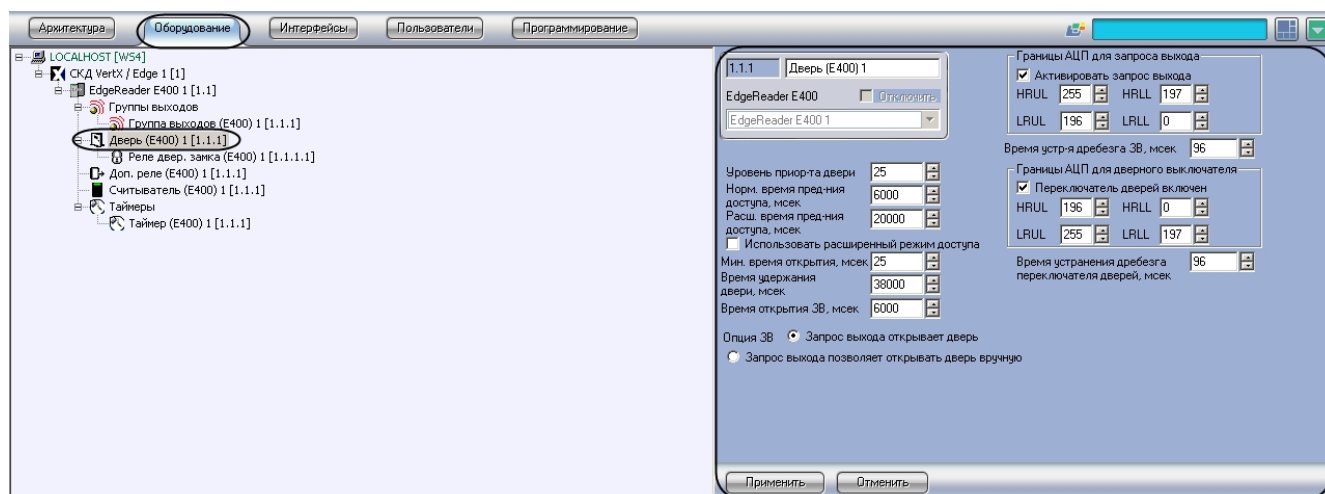 Архитектура Оборудование Интерфейсы Пользователи Программирование
LOCALHOST [WS4]
СКД VertX / Edge 1 [1]
EdgeReader E400 1 [1.1]
Группы выходов
Группа выходов (E400) 1 [1.1.1]
Дверь (E400) 1 [1.1.1]
Реле двер. замка (E400) 1 [1.1.1.1]
Доп. реле (E400) 1 [1.1.1]
Считыватель (E400) 1 [1.1.1]
Таймеры
Таймер (E400) 1 [1.1.1]
1.1.1 Дверь (E400) 1
EdgeReader E400 Отключить
EdgeReader E400 1
Уровень приор-та двери 25
Норм. время пред-ния
доступа, мсек 6000
Расш. время пред-ния
доступа, мсек 20000
Использовать расширенный режим доступа
Мин. время открытия, мсек 25
Время удержания
двери, мсек 38000
Время открытия ЗВ, мсек 6000
Опция ЗВ Запрос выхода открывает дверь
Запрос выхода позволяет открывать дверь вручную
Границы АЦП для запроса выхода
Активировать запрос выхода
HRUL 255 HRLL 197
LRUL 196 LRLL 0
Время устр-я дребезга ЗВ, мсек 96
Границы АЦП для дверного выключателя
Переключатель дверей включен
HRUL 196 HRLL 0
LRUL 255 LRLL 197
Время устранения дребезга 96
переключателя дверей, мсек
Применить Отменить